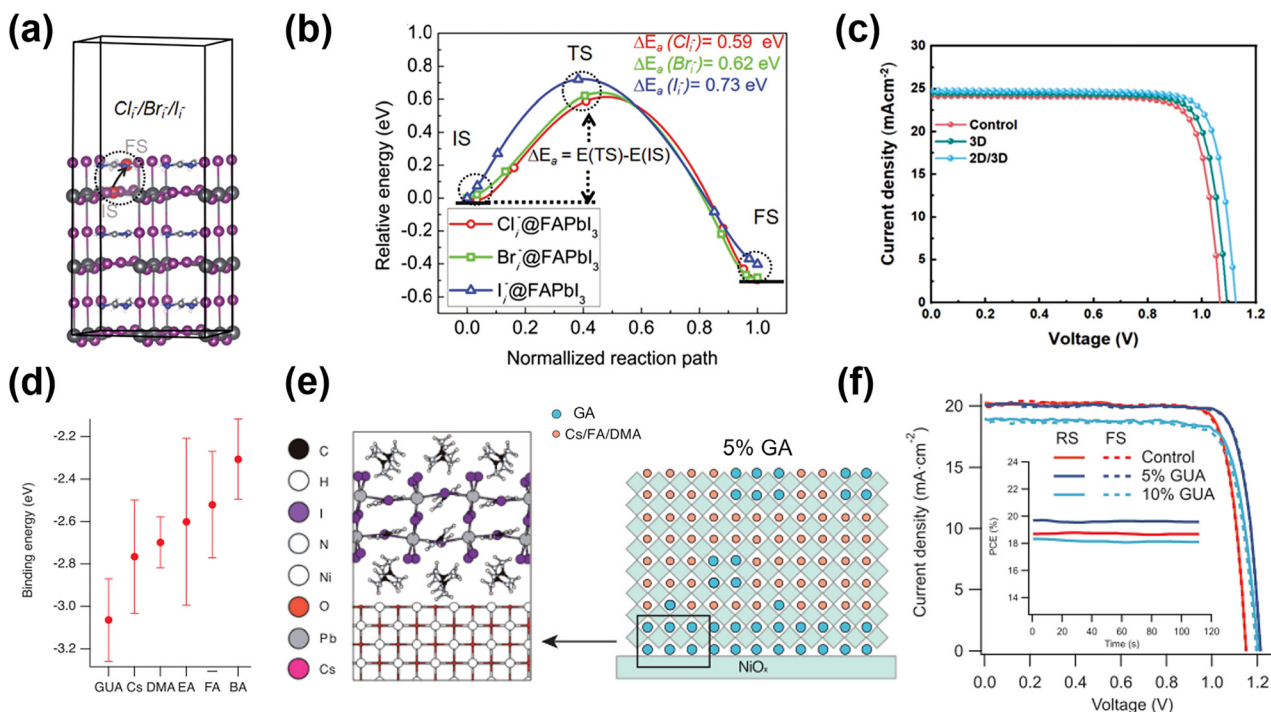 (a)
Cl⁻ᵢ/Br⁻ᵢ/I⁻ᵢ
FS
IS
(b)
TS
ΔEₐ (Cl⁻ᵢ)= 0.59 eV
ΔEₐ (Br⁻ᵢ)= 0.62 eV
ΔEₐ (I⁻ᵢ)= 0.73 eV
IS
ΔEₐ = E(TS)-E(IS)
FS
Cl⁻ᵢ@FAPbI₃
Br⁻ᵢ@FAPbI₃
I⁻ᵢ@FAPbI₃
Relative energy (eV)
0.8
0.6
0.4
0.2
0.0
-0.2
-0.4
-0.6
0.0 0.2 0.4 0.6 0.8 1.0
Normallized reaction path
(c)
Current density (mAcm⁻²)
30
25
20
15
10
5
0
Control
3D
2D/3D
0.0 0.2 0.4 0.6 0.8 1.0 1.2
Voltage (V)
(d)
Binding energy (eV)
-2.2
-2.4
-2.6
-2.8
-3.0
-3.2
GUA Cs DMA EA FA BA
(e)
C
H
I
N
Ni
O
Pb
Cs
GA
Cs/FA/DMA
5% GA
NiOₓ
(f)
Current density (mA·cm⁻²)
20
15
10
5
0
RS FS
Control
5% GUA
10% GUA
PCE (%)
24
22
20
18
16
14
0 20 40 60 80 100 120
Time (s)
0.0 0.2 0.4 0.6 0.8 1.0 1.2
Voltage (V)